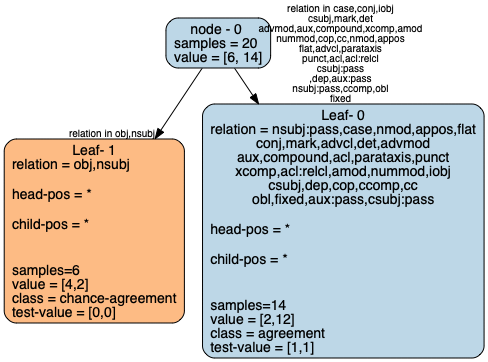 relation in case,conj,iobj
csubj,mark,det
advmod,aux,compound,xcomp,amod
nummod,cop,cc,nmod,appos
flat,advcl,parataxis
punct,acl,acl:relcl
csubj:pass
,dep,aux:pass
nsubj:pass,ccomp,obl
fixed
node - 0
samples = 20
value = [6, 14]
relation in obj,nsubj
Leaf- 1
relation = obj,nsubj
head-pos = *
child-pos = *
samples=6
value = [4,2]
class = chance-agreement
test-value = [0,0]
Leaf- 0
relation = nsubj:pass,case,nmod,appos,flat
conj,mark,advcl,det,advmod
aux,compound,acl,parataxis,punct
xcomp,acl:relcl,amod,nummod,iobj
csubj,dep,cop,ccomp,cc
obl,fixed,aux:pass,csubj:pass
head-pos = *
child-pos = *
samples=14
value = [2,12]
class = agreement
test-value = [1,1]